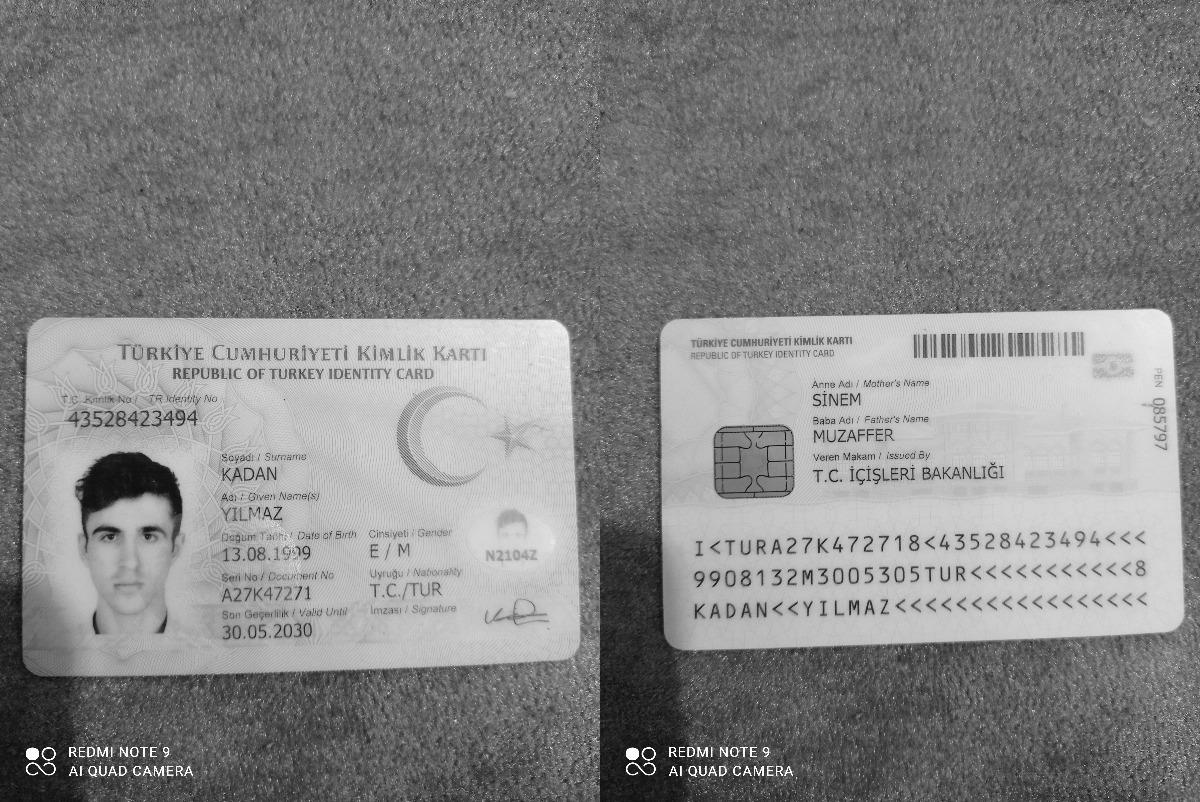 TÜRKİYE CUMHURİYETİ KİMLİK KARTI
REPUBLIC OF TURKEY IDENTITY CARD
T.C. Kimlik No / TR Identity No
43528423494
Soyadı / Surname
KADAN
Adı / Given Name(s)
YILMAZ
Doğum Tarihi / Date of Birth Cinsiyeti / Gender
13.08.1999 E / M
Seri No / Document No Uyruğu / Nationality
A27K47271 T.C./TUR
Son Geçerlilik / Valid Until İmzası / Signature
30.05.2030
N2104Z
REDMI NOTE 9
AI QUAD CAMERA
TÜRKİYE CUMHURİYETİ KİMLİK KARTI
REPUBLIC OF TURKEY IDENTITY CARD
Anne Adı / Mother's Name
SİNEM
Baba Adı / Father's Name
MUZAFFER
Veren Makam / Issued By
T.C. İÇİŞLERİ BAKANLIĞI
PEN 085797
I<TURA27K472718<43528423494<<<
9908132M3005305TUR<<<<<<<<<<<8
KADAN<<YILMAZ<<<<<<<<<<<<<<<<<
REDMI NOTE 9
AI QUAD CAMERA